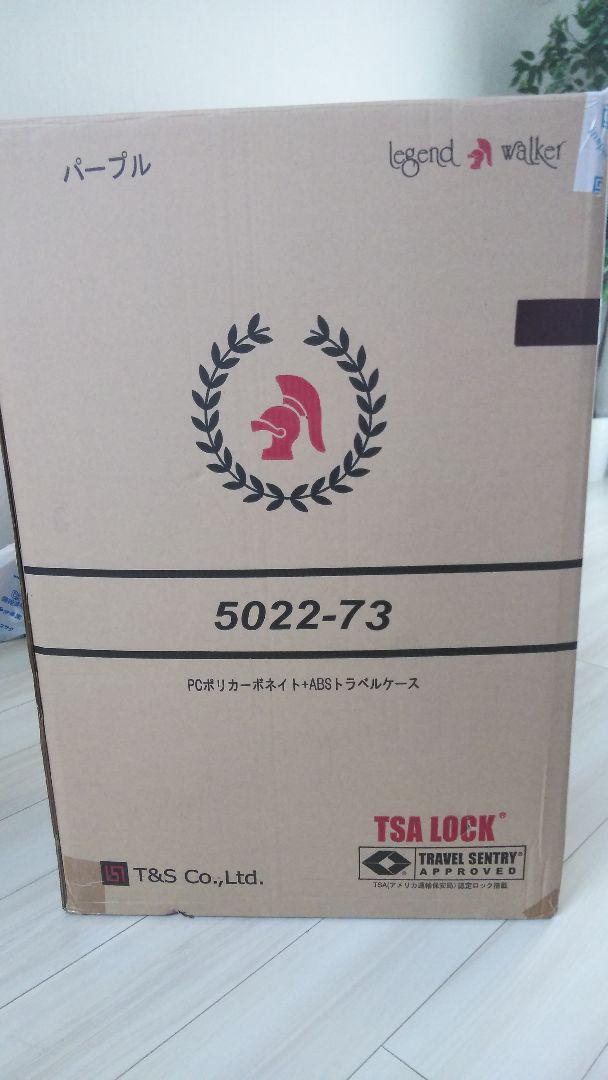 パープル
legend walker
5022-73
PCポリカーボネイト+ABSトラベルケース
TSA LOCK®
TRAVEL SENTRY®
APPROVED
TSA(アメリカ運輸保安局)認定ロック搭載
T&S Co.,Ltd.